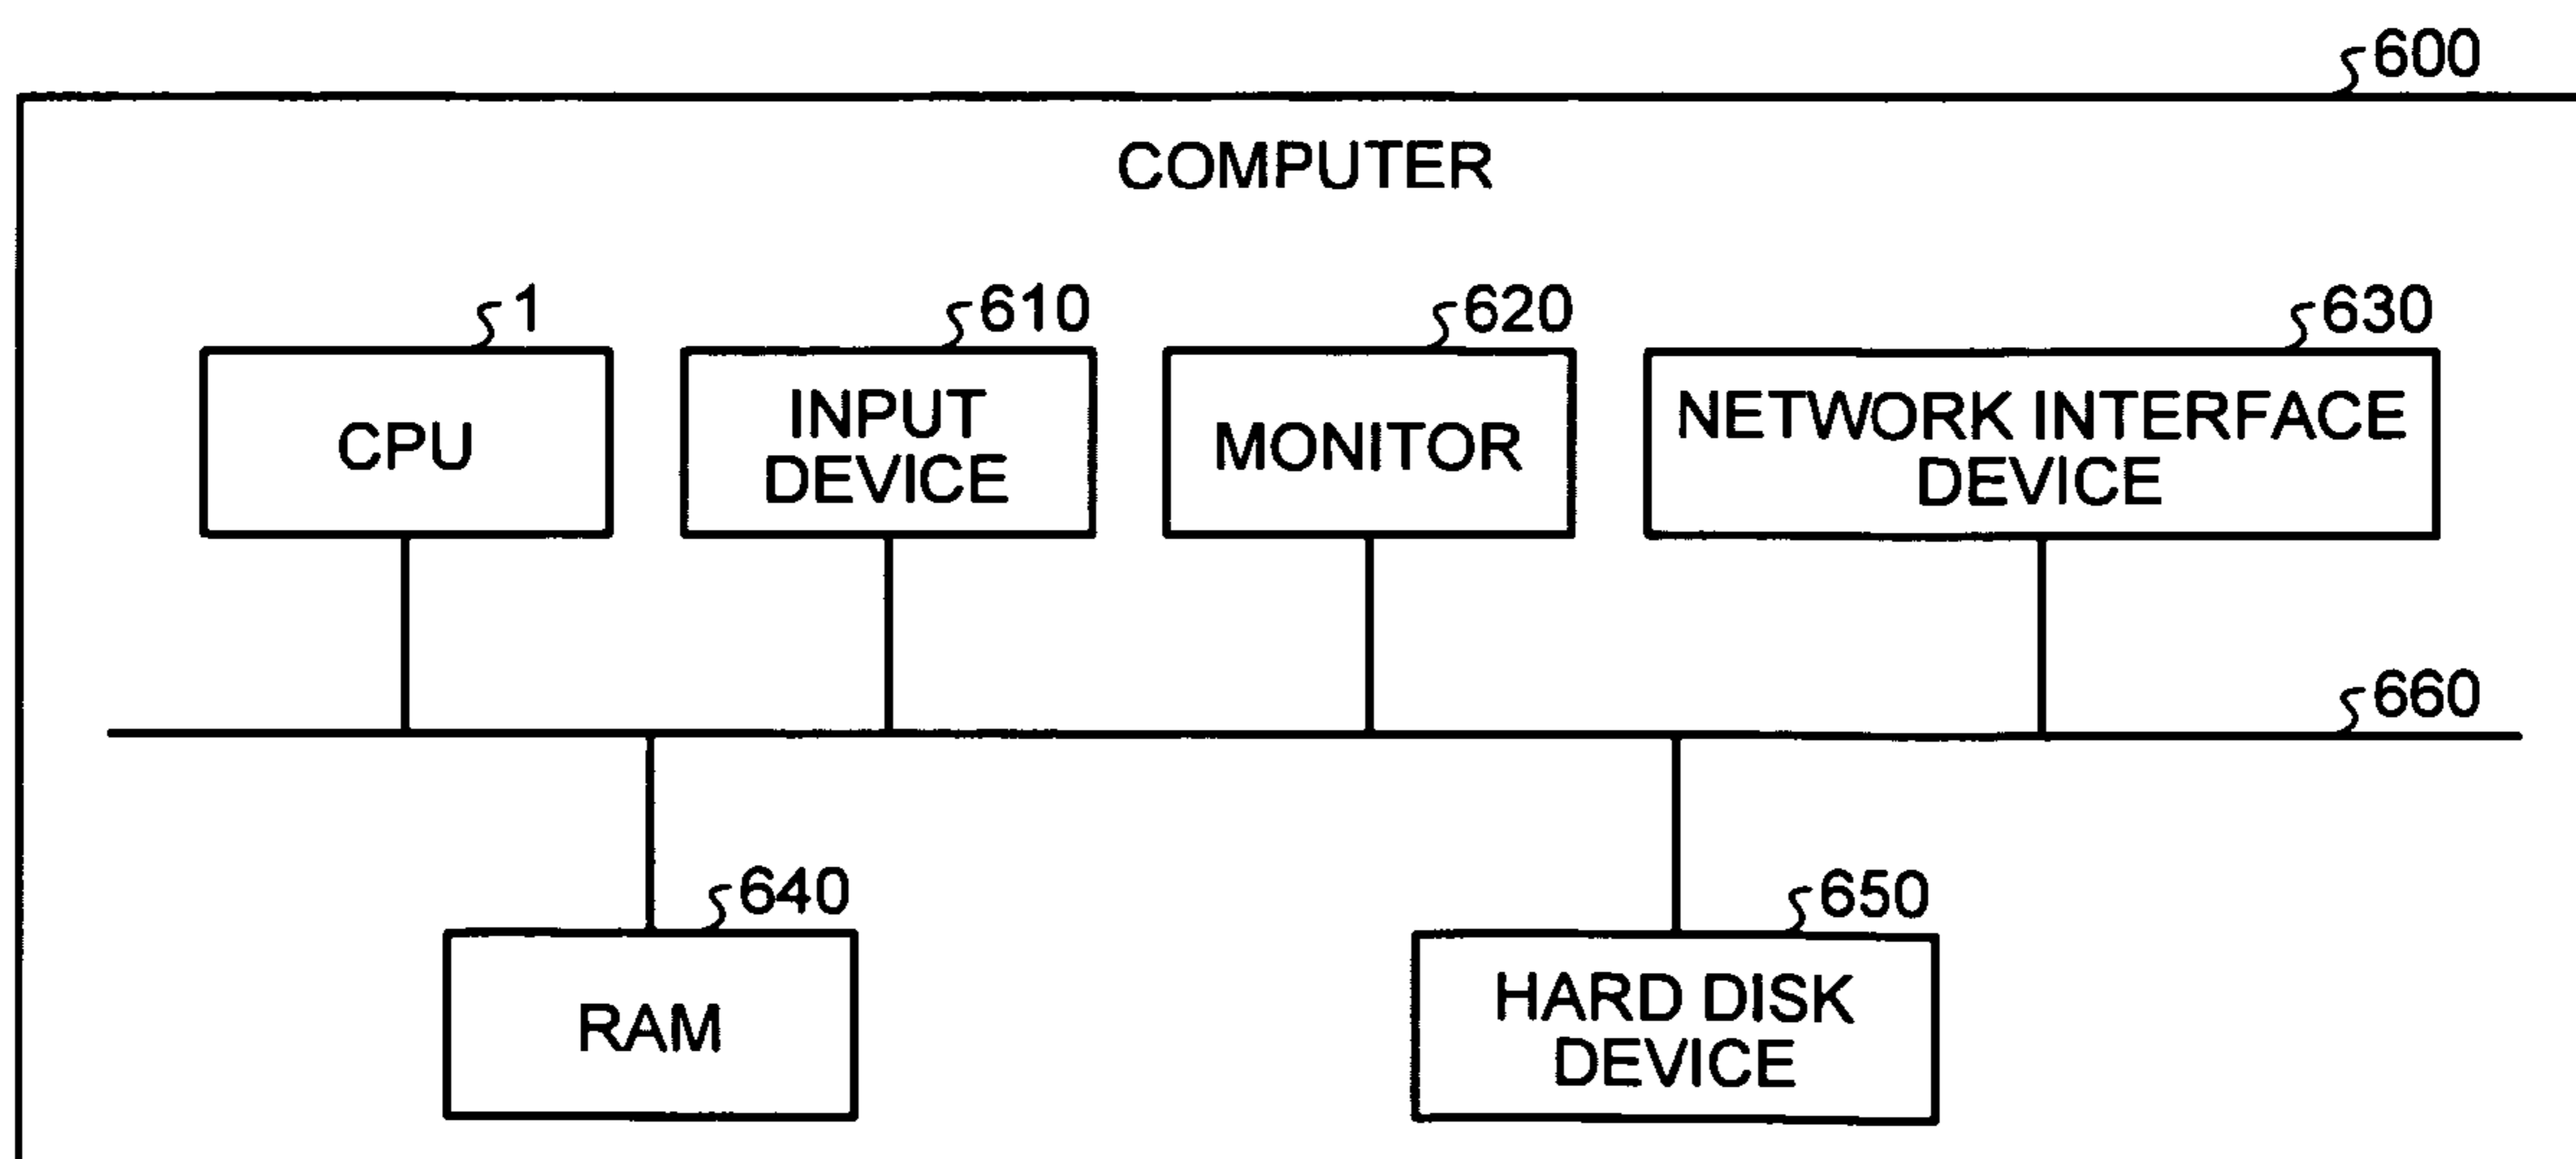 600
COMPUTER
1
610
620
630
CPU
INPUT
DEVICE
MONITOR
NETWORK INTERFACE
DEVICE
660
640
650
RAM
HARD DISK
DEVICE